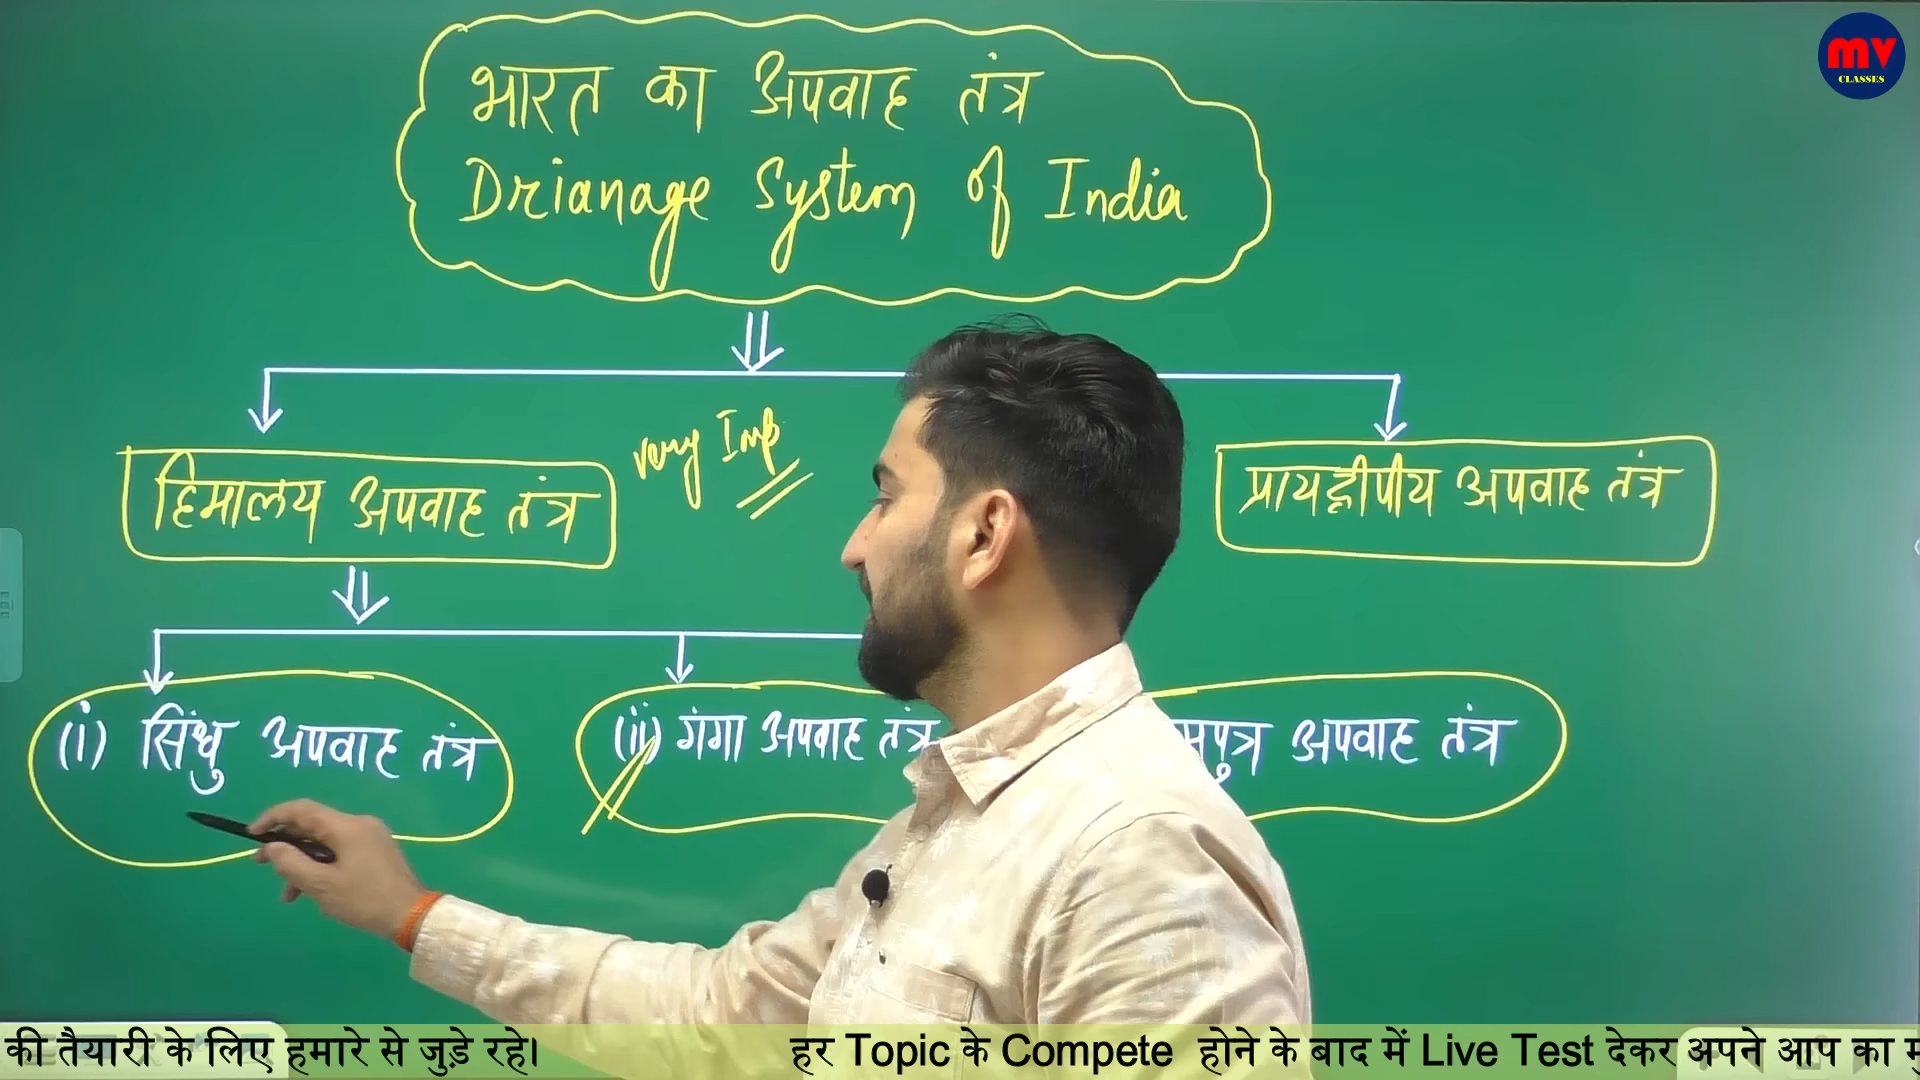 mv
CLASSES
भारत का अपवाह तंत्र
Drianage System of India
very Imp
हिमालय अपवाह तंत्र
प्रायद्वीपीय अपवाह तंत्र
(i) सिंधु अपवाह तंत्र
(ii) गंगा अपवाह तंत्र
अपवाह तंत्र
की तैयारी के लिए हमारे से जुड़े रहे।
हर Topic के Compete होने के बाद में Live Test देकर अपने आप का